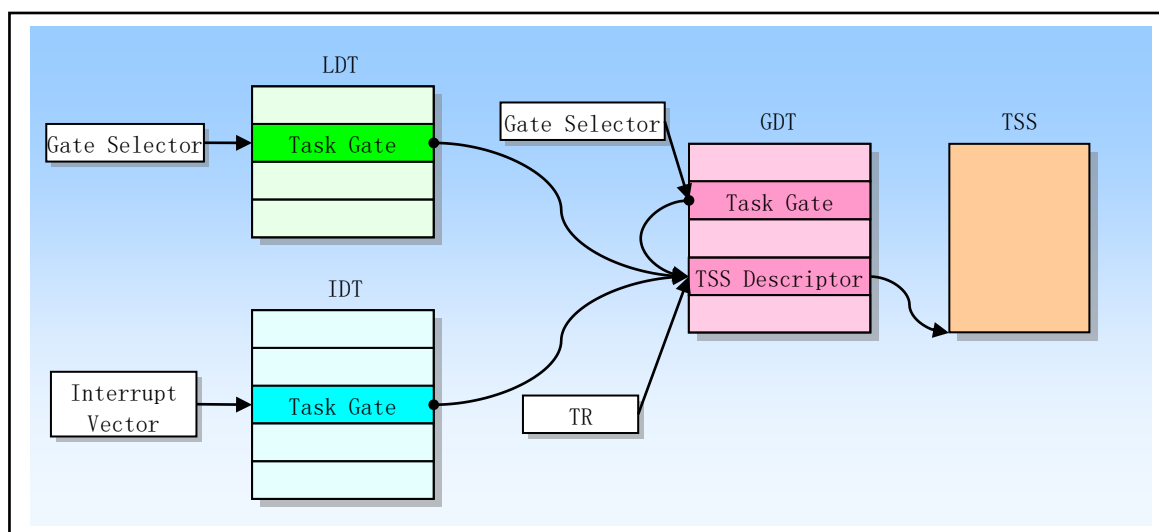 LDT
Gate Selector
Task Gate
Gate Selector
GDT
TSS
Task Gate
TSS Descriptor
IDT
Interrupt
Vector
Task Gate
TR